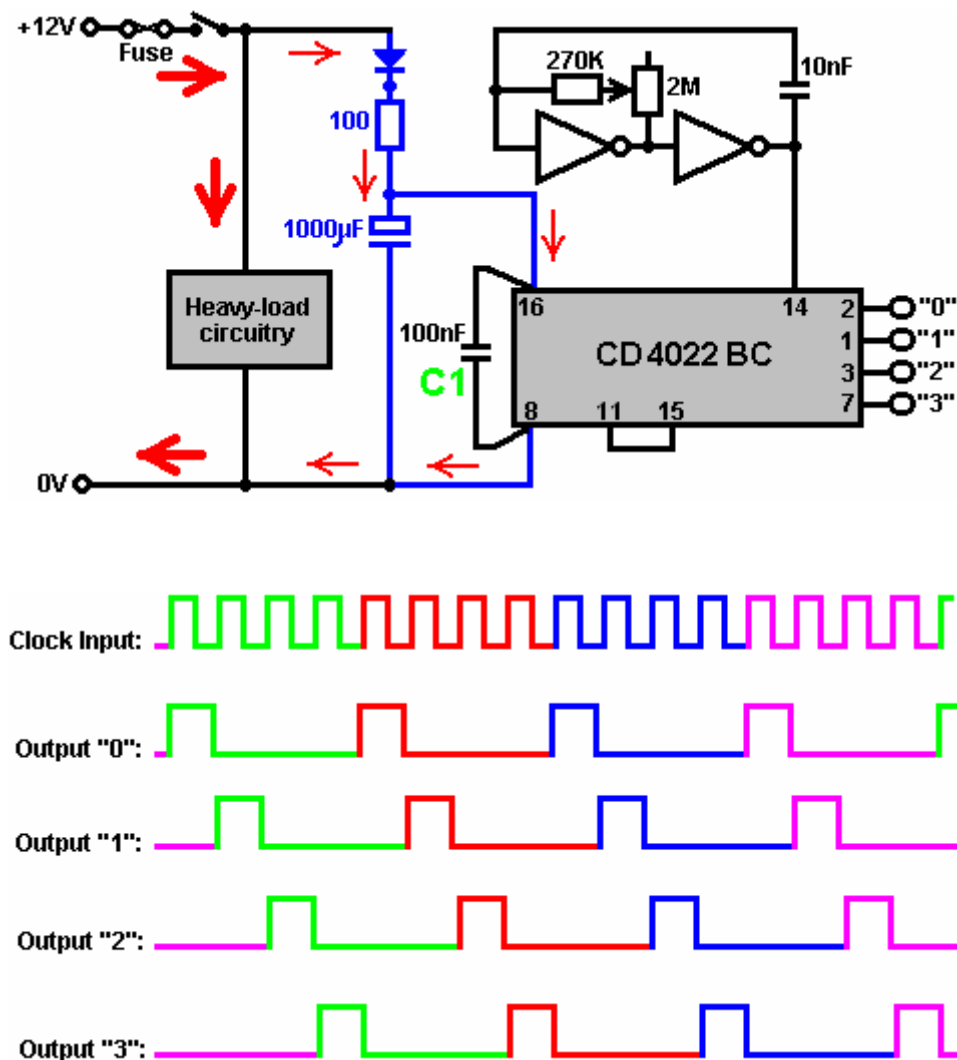 +12V
Fuse
270K
2M
10nF
100
1000µF
Heavy-load
circuitry
100nF
C1
16
14
2
"0"
1
"1"
CD4022 BC
3
"2"
7
"3"
8
11
15
0V
Clock Input:
Output "0":
Output "1":
Output "2":
Output "3":